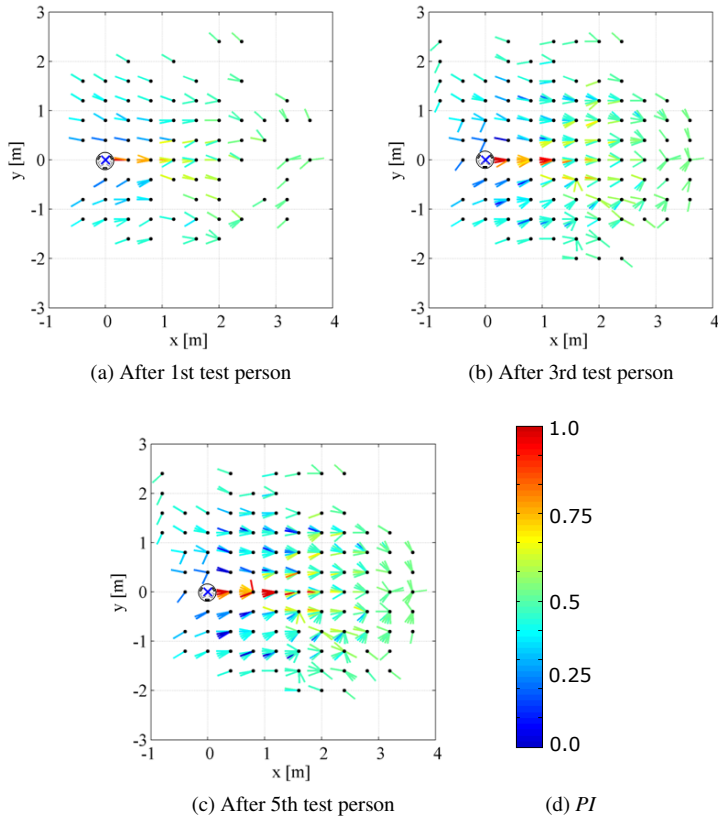 3
2
1
0
-1
-2
-3
-1 0 1 2 3 4
y [m]
x [m]
(a) After 1st test person
3
2
1
0
-1
-2
-3
-1 0 1 2 3 4
y [m]
x [m]
(b) After 3rd test person
3
2
1
0
-1
-2
-3
-1 0 1 2 3 4
y [m]
x [m]
(c) After 5th test person
1.0
0.75
0.5
0.25
0.0
(d) PI